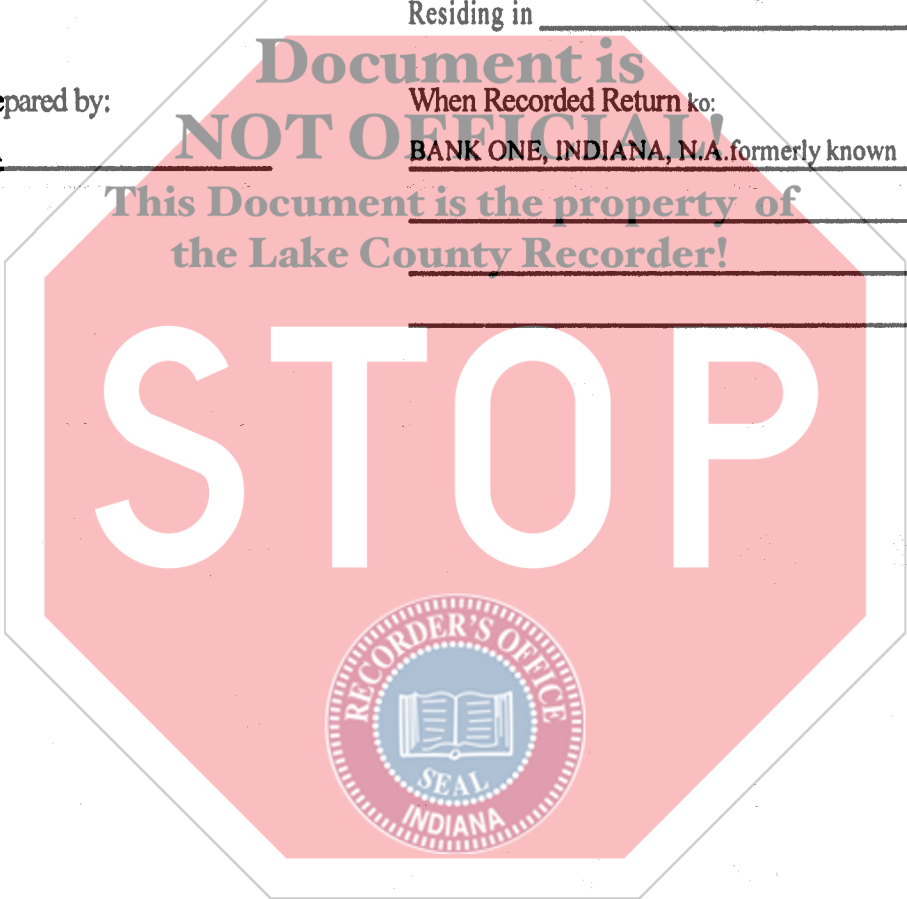 Residing in
Document is
epared by:
When Recorded Return ko:
NOT OFFICIAL!
BANK ONE, INDIANA, N.A.formerly known
This Document is the property of
the Lake County Recorder!
STOP
RECORDER'S OFFICE
SEAL
INDIANA